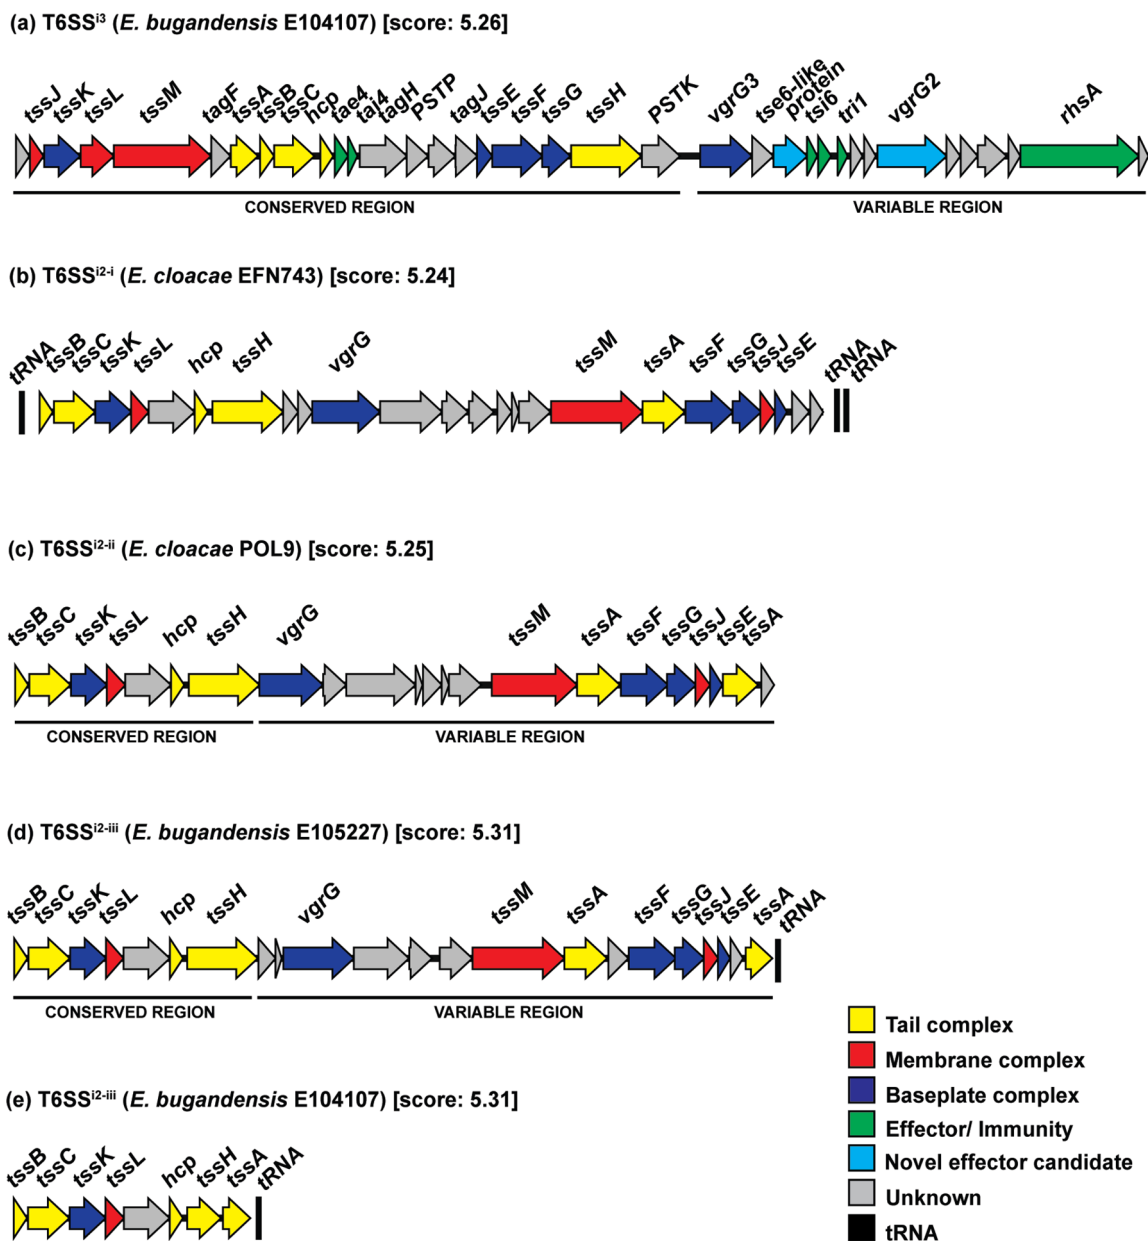 (a) T6SSi3 (E. bugandensis E104107) [score: 5.26]
tssJ tssK tssL tssM tagF tssA tssB tssC hcp tae4 tai4 tagH PSTP tagJ tssE tssF tssG tssH PSTK vgrG3 tse6-like protein tsi6 tri1 vgrG2 rhsA
CONSERVED REGION VARIABLE REGION
(b) T6SSi2-i (E. cloacae EFN743) [score: 5.24]
tRNA tssB tssC tssK tssL hcp tssH vgrG tssM tssA tssF tssG tssJ tssE tRNA tRNA
(c) T6SSi2-ii (E. cloacae POL9) [score: 5.25]
tssB tssC tssK tssL hcp tssH vgrG tssM tssA tssF tssG tssJ tssE tssA
CONSERVED REGION VARIABLE REGION
(d) T6SSi2-iii (E. bugandensis E105227) [score: 5.31]
tssB tssC tssK tssL hcp tssH vgrG tssM tssA tssF tssG tssJ tssE tssA tRNA
CONSERVED REGION VARIABLE REGION
(e) T6SSi2-iii (E. bugandensis E104107) [score: 5.31]
tssB tssC tssK tssL hcp tssH tssA tRNA
Tail complex
Membrane complex
Baseplate complex
Effector/ Immunity
Novel effector candidate
Unknown
tRNA